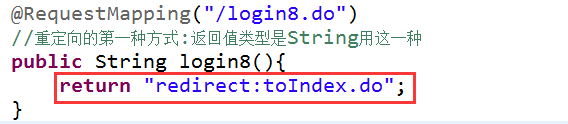 @RequestMapping("/login8.do")
//重定向的第一种方式:返回值类型是String用这一种
public String login8(){
return "redirect:toIndex.do";
}